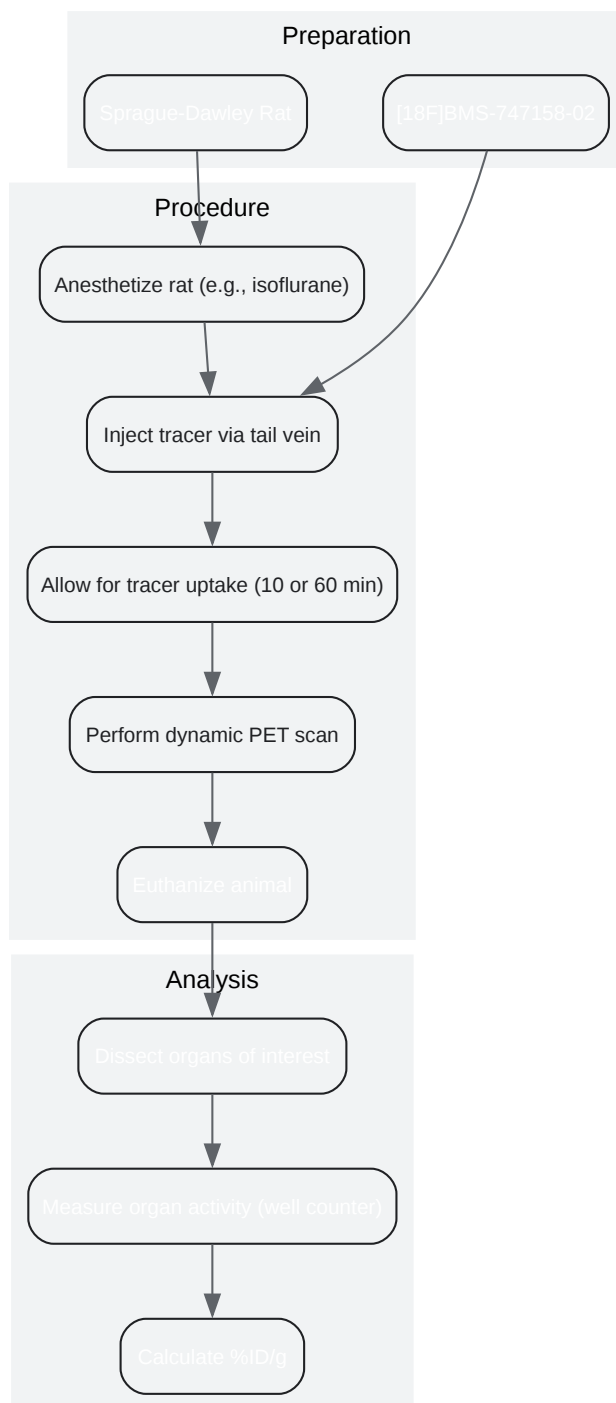 Preparation
Sprague-Dawley Rat
[18F]BMS-747158-02
Procedure
Anesthetize rat (e.g., isoflurane)
Inject tracer via tail vein
Allow for tracer uptake (10 or 60 min)
Perform dynamic PET scan
Euthanize animal
Analysis
Dissect organs of interest
Measure organ activity (well counter)
Calculate %ID/g